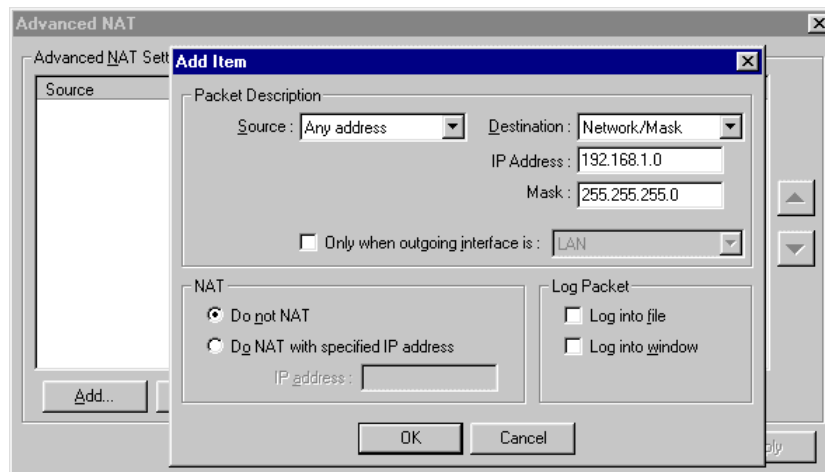 Advanced NAT
Advanced NAT
Source
Add Item
Packet Description
Source : Any address
Destination : Network/Mask
IP Address : 192.168.1.0
Mask : 255.255.255.0
Only when outgoing interface is : LAN
NAT
Do not NAT
Do NAT with specified IP address
IP address :
Log Packet
Log into file
Log into window
OK
Cancel
Add...